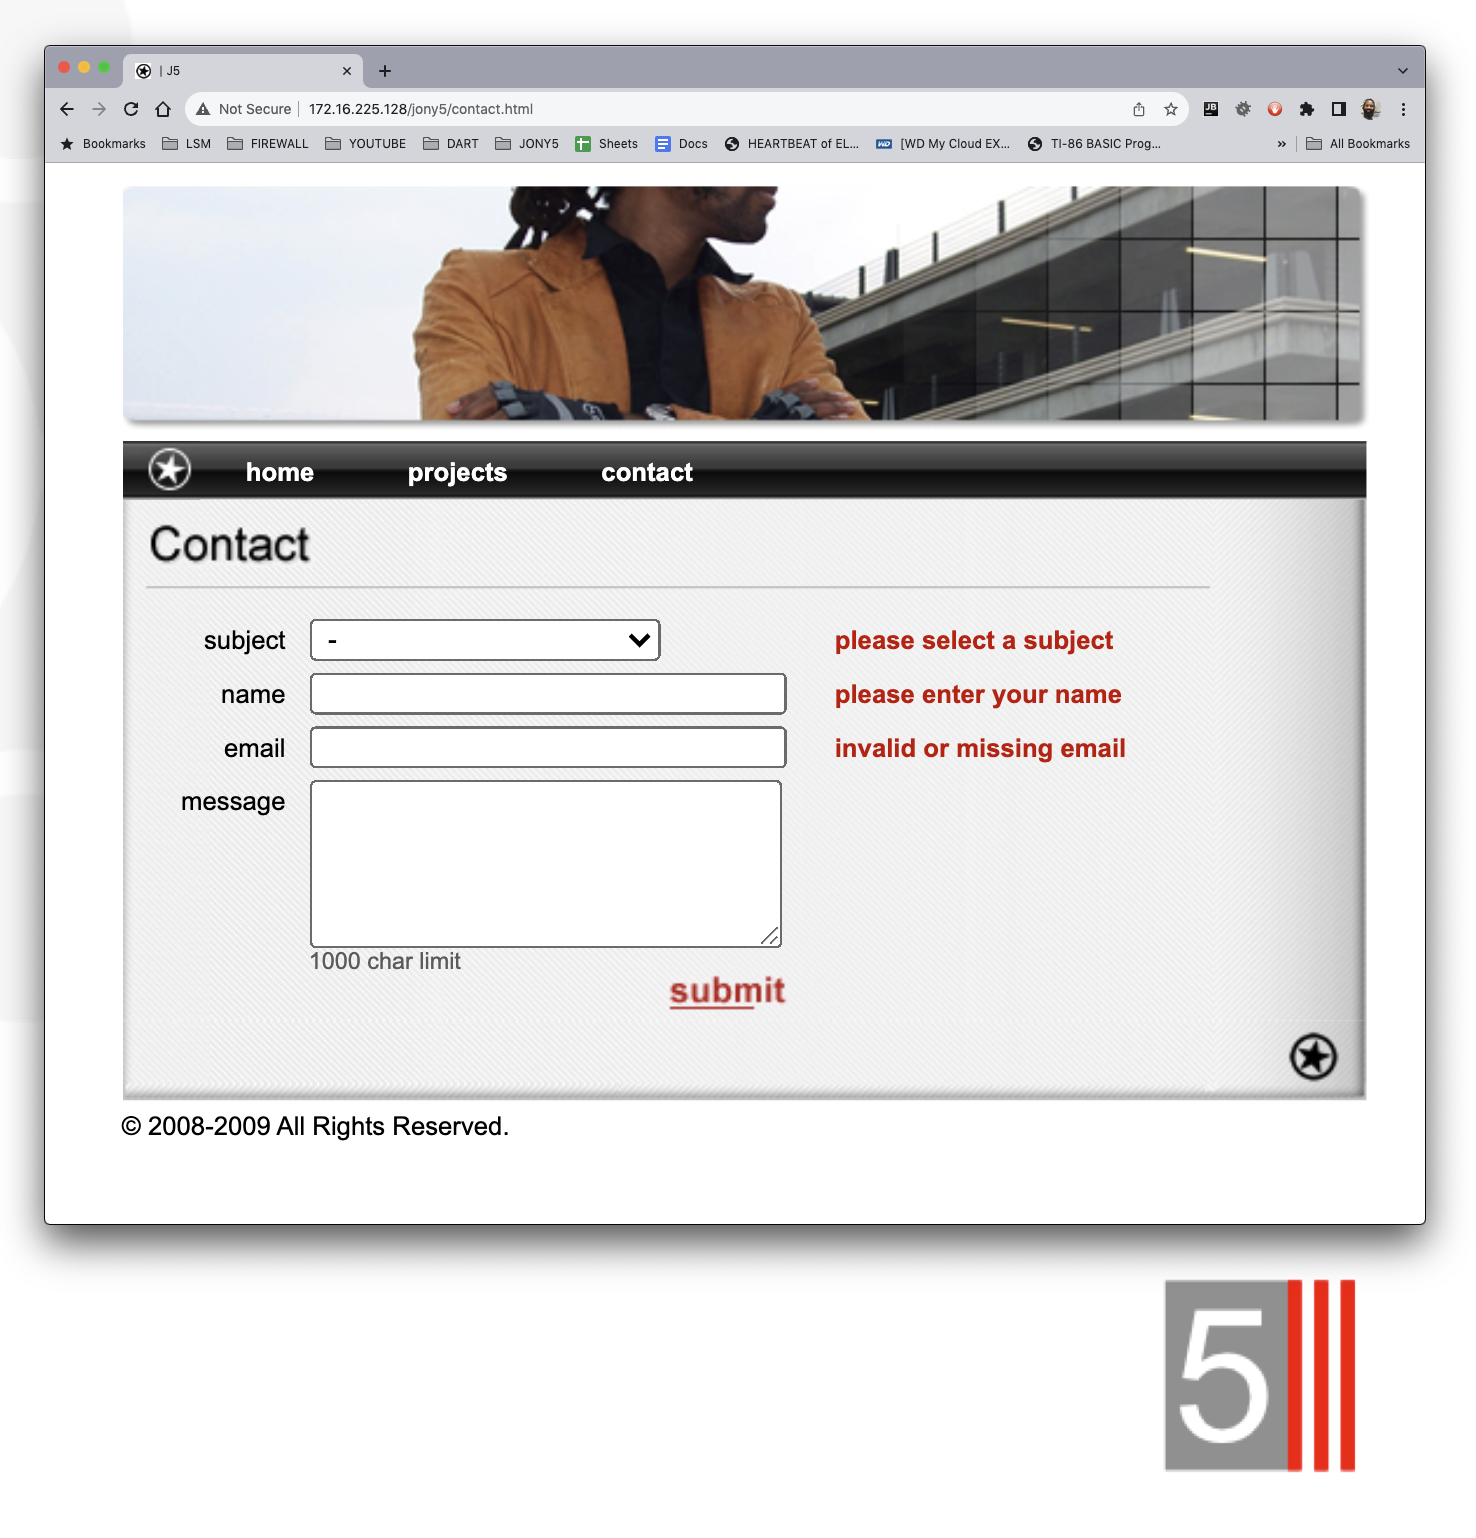 | J5
Not Secure 172.16.225.128/jony5/contact.html
JB
Bookmarks LSM FIREWALL YOUTUBE DART JONY5 Sheets Docs WD HEARTBEAT of EL... [WD My Cloud EX... TI-86 BASIC Prog... » All Bookmarks
home projects contact
Contact
subject - please select a subject
name please enter your name
email invalid or missing email
message
1000 char limit
submit
© 2008-2009 All Rights Reserved.
5